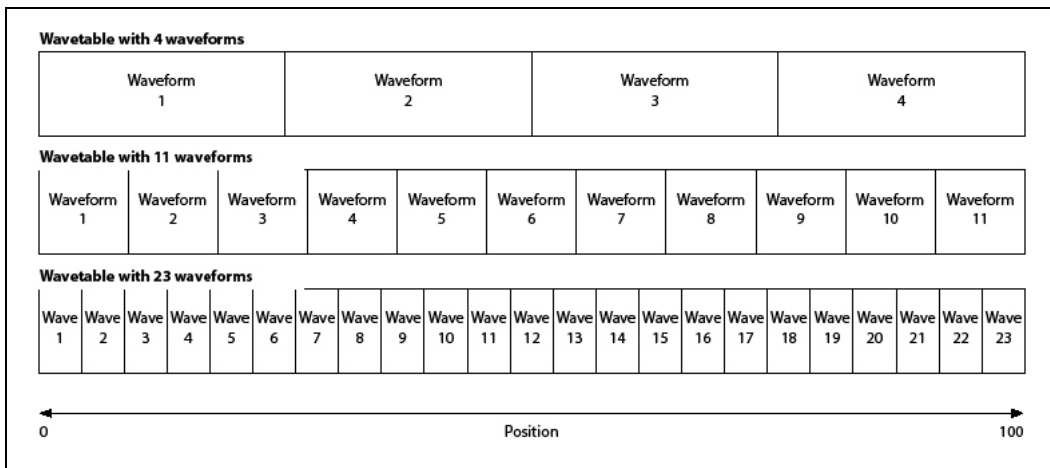 Wavetable with 4 waveforms
Waveform Waveform Waveform Waveform
1 2 3 4
Wavetable with 11 waveforms
Waveform Waveform Waveform Waveform Waveform Waveform Waveform Waveform Waveform Waveform Waveform
1 2 3 4 5 6 7 8 9 10 11
Wavetable with 23 waveforms
Wave Wave Wave Wave Wave Wave Wave Wave Wave Wave Wave Wave Wave Wave Wave Wave Wave Wave Wave Wave Wave Wave Wave
1 2 3 4 5 6 7 8 9 10 11 12 13 14 15 16 17 18 19 20 21 22 23
0 Position 100